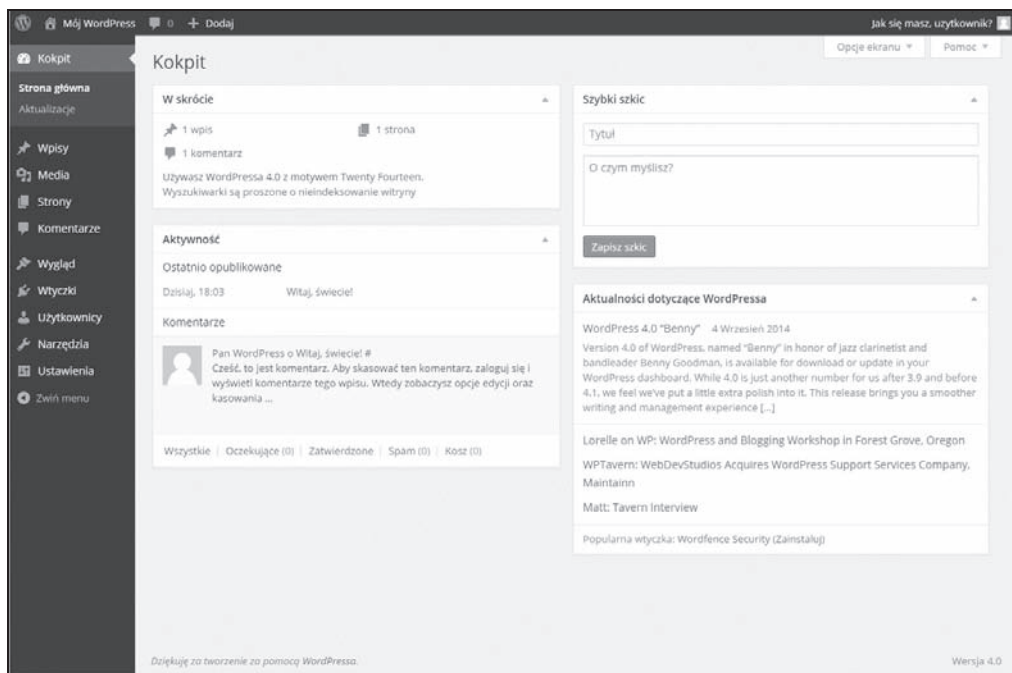 Mój WordPress 0 + Dodaj
Jak się masz, uzytkownik?
Kokpit
Strona główna
Aktualizacje
Wpisy
Media
Strony
Komentarze
Wygląd
Wtyczki
Użytkownicy
Narzędzia
Ustawienia
Zwiń menu
Opcje ekranu
Pomoc
Kokpit
W skrócie
1 wpis
1 strona
1 komentarz
Używasz WordPressa 4.0 z motywem Twenty Fourteen.
Wyszukiwarki są proszone o nieindeksowanie witryny
Aktywność
Ostatnio opublikowane
Dzisiaj, 18:03 Witaj, świecie!
Komentarze
Pan WordPress o Witaj, świecie! #
Cześć, to jest komentarz. Aby skasować ten komentarz, zaloguj się i
wyświetl komentarze tego wpisu. Wtedy zobaczysz opcje edycji oraz
kasowania ...
Wszystkie | Oczekujące (0) | Zatwierdzone | Spam (0) | Kosz (0)
Szybki szkic
Tytuł
O czym myślisz?
Zapisz szkic
Aktualności dotyczące WordPressa
WordPress 4.0 “Benny” 4 Wrzesień 2014
Version 4.0 of WordPress, named “Benny” in honor of jazz clarinetist and
bandleader Benny Goodman, is available for download or update in your
WordPress dashboard. While 4.0 is just another number for us after 3.9 and before
4.1, we feel we’ve put a little extra polish into it. This release brings you a smoother
writing and management experience [...]
Lorelle on WP: WordPress and Blogging Workshop in Forest Grove, Oregon
WPTavern: WebDevStudios Acquires WordPress Support Services Company,
Maintainn
Matt: Tavern Interview
Popularna wtyczka: Wordfence Security (Zainstaluj)
Dziękuję za tworzenie za pomocą WordPressa.
Wersja 4.0